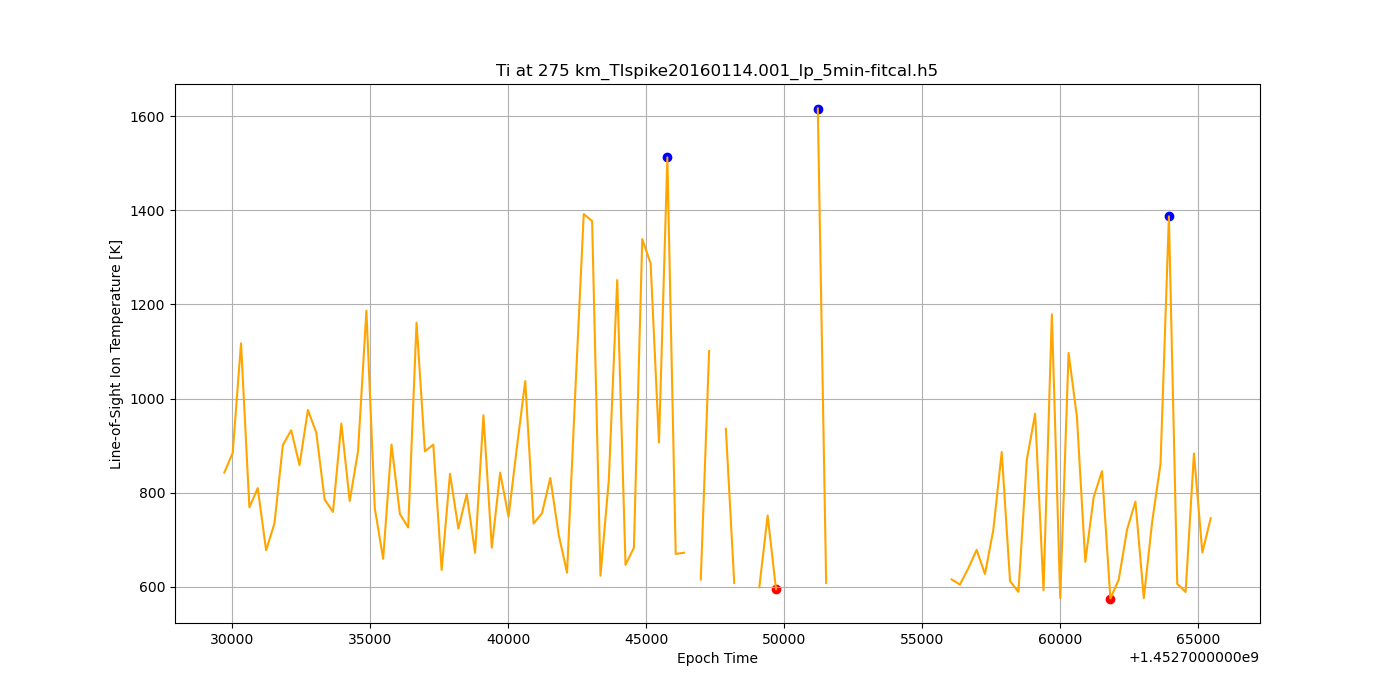 Ti at 275 km_TIspike20160114.001_lp_5min-fitcal.h5
Line-of-Sight Ion Temperature [K]
1600
1400
1200
1000
800
600
30000 35000 40000 45000 50000 55000 60000 65000
Epoch Time
+1.4527000000e9